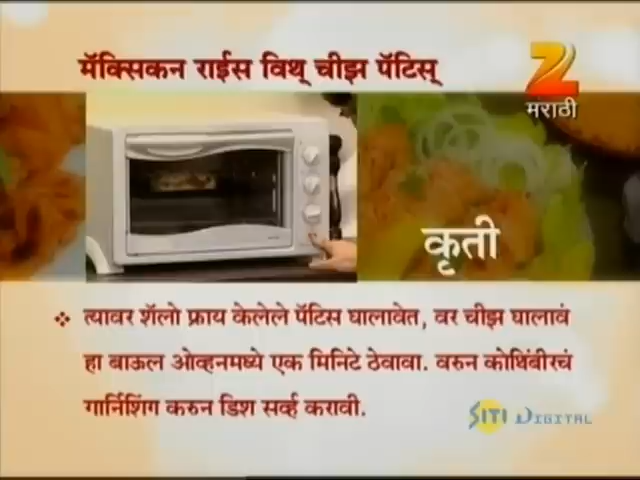 मॅक्सिकन राईस विथ् चीझ पॅटिस्
मराठी
कृती
त्यावर शॅलो फ्राय केलेले पॅटिस घालावेत, वर चीझ घालावं
हा बाऊल ओव्हनमध्ये एक मिनिटे ठेवावा. वरुन कोथिंबीरचं
गार्निशिंग करुन डिश सर्व्ह करावी.
SITI DIGITAL